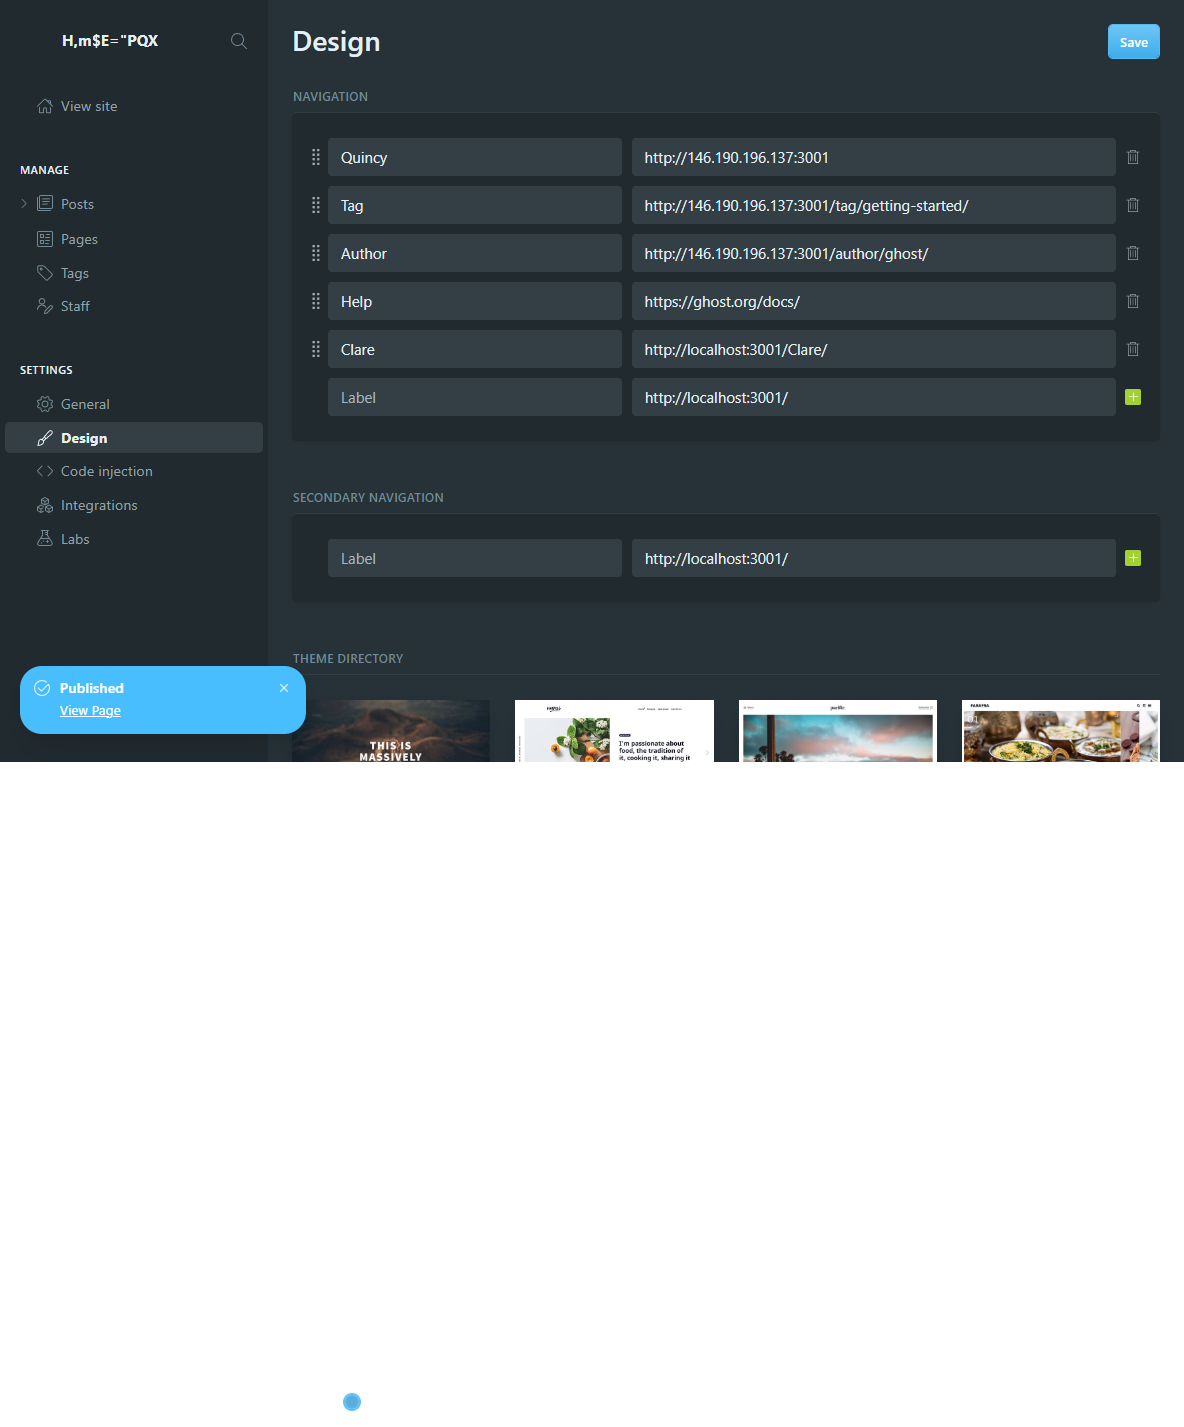 H,m$E="PQX
View site
MANAGE
Posts
Pages
Tags
Staff
SETTINGS
General
Design
Code injection
Integrations
Labs
Published
View Page
Design
Save
NAVIGATION
Quincy
http://146.190.196.137:3001
Tag
http://146.190.196.137:3001/tag/getting-started/
Author
http://146.190.196.137:3001/author/ghost/
Help
https://ghost.org/docs/
Clare
http://localhost:3001/Clare/
Label
http://localhost:3001/
SECONDARY NAVIGATION
Label
http://localhost:3001/
THEME DIRECTORY
THIS IS
MASSIVELY
I'm passionate about
food, the tradition of
it, cooking it, sharing it
pacific.
PARAPRA
01